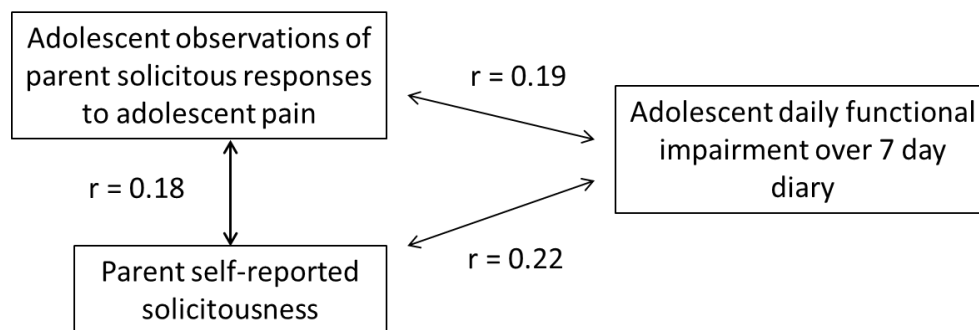 Adolescent observations of
parent solicitous responses
to adolescent pain
r = 0.19
Adolescent daily functional
impairment over 7 day
diary
r = 0.18
r = 0.22
Parent self-reported
solicitousness